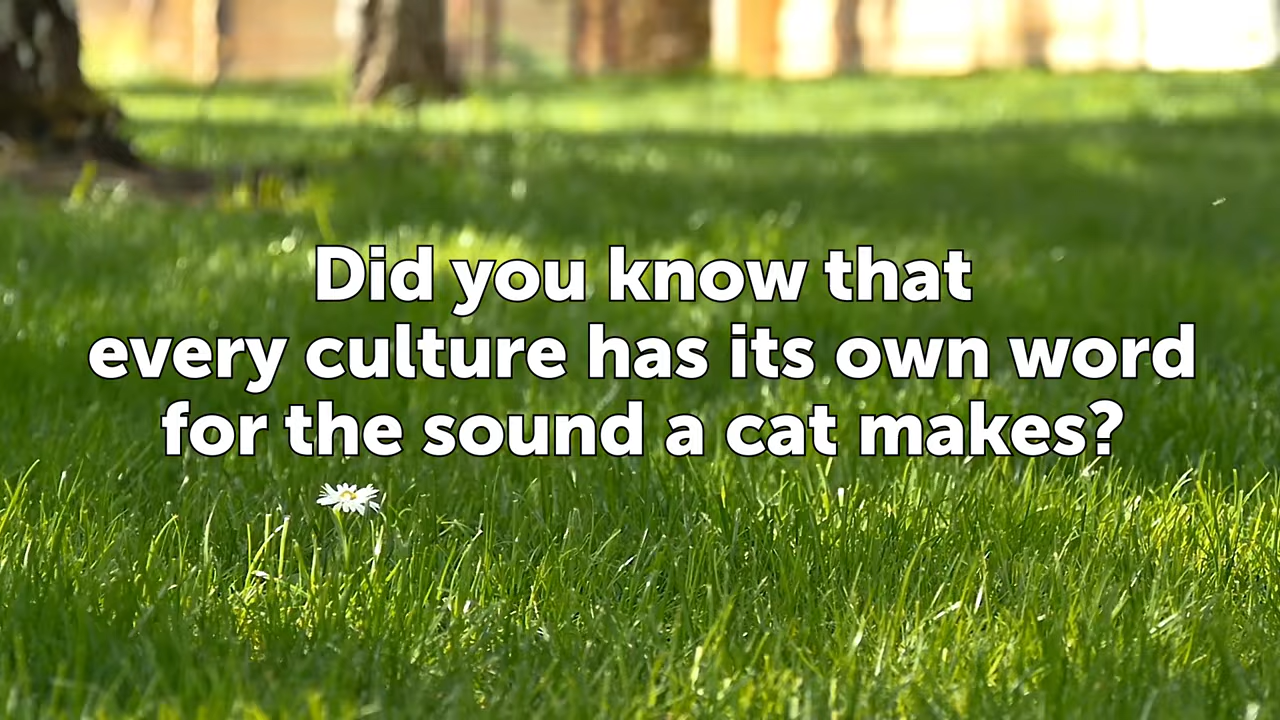 Did you know that
every culture has its own word
for the sound a cat makes?